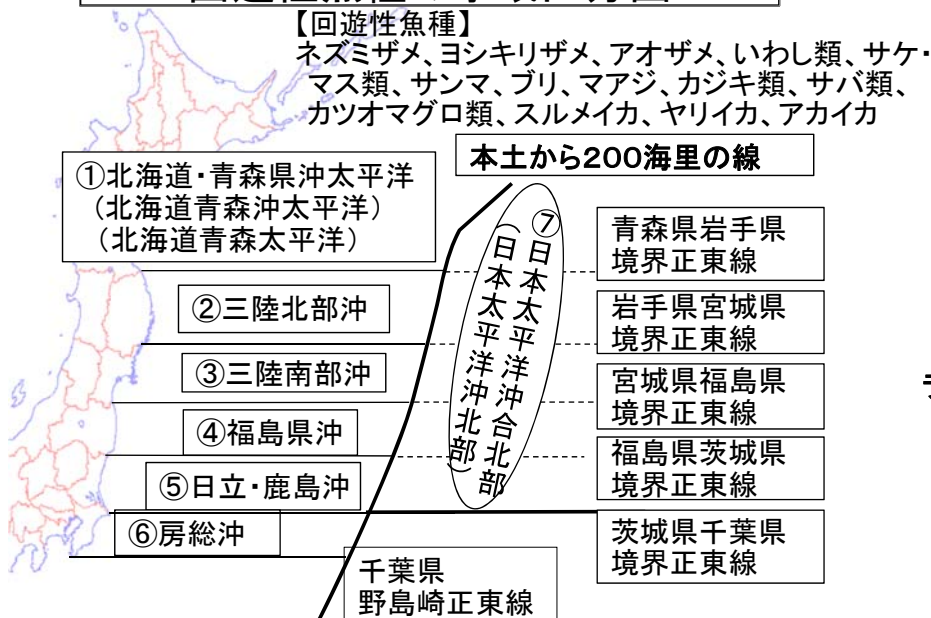 【回遊性魚種】
ネズミザメ、ヨシキリザメ、アオザメ、いわし類、サケ・
マス類、サンマ、ブリ、マアジ、カジキ類、サバ類、
カツオマグロ類、スルメイカ、ヤリイカ、アカイカ
本土から200海里の線
①北海道・青森県沖太平洋
(北海道青森沖太平洋)
(北海道青森太平洋)
②三陸北部沖
③三陸南部沖
④福島県沖
⑤日立・鹿島沖
⑥房総沖
⑦日本太平洋沖合北部
(日本太平洋沖北部)
青森県岩手県
境界正東線
岩手県宮城県
境界正東線
宮城県福島県
境界正東線
福島県茨城県
境界正東線
茨城県千葉県
境界正東線
千葉県
野島崎正東線